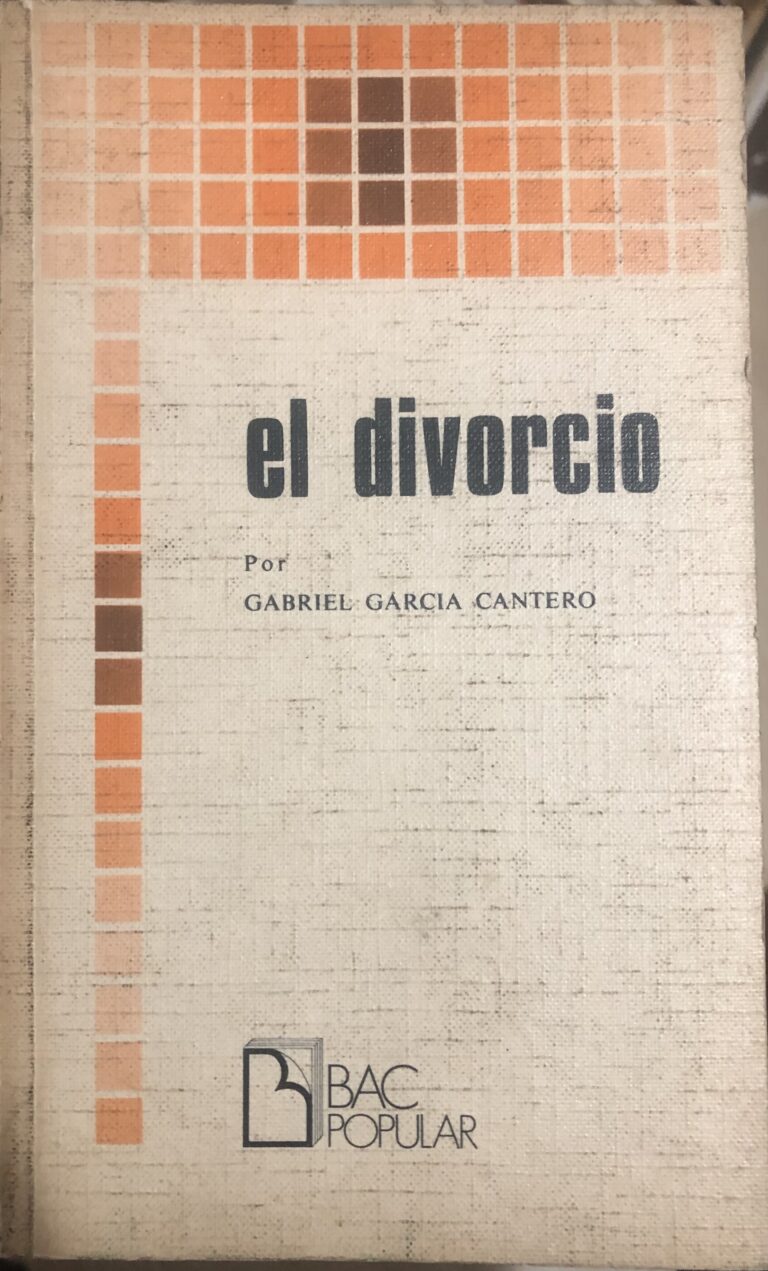 el divorcio
Por
GABRIEL GARCIA CANTERO
BAC
POPULAR